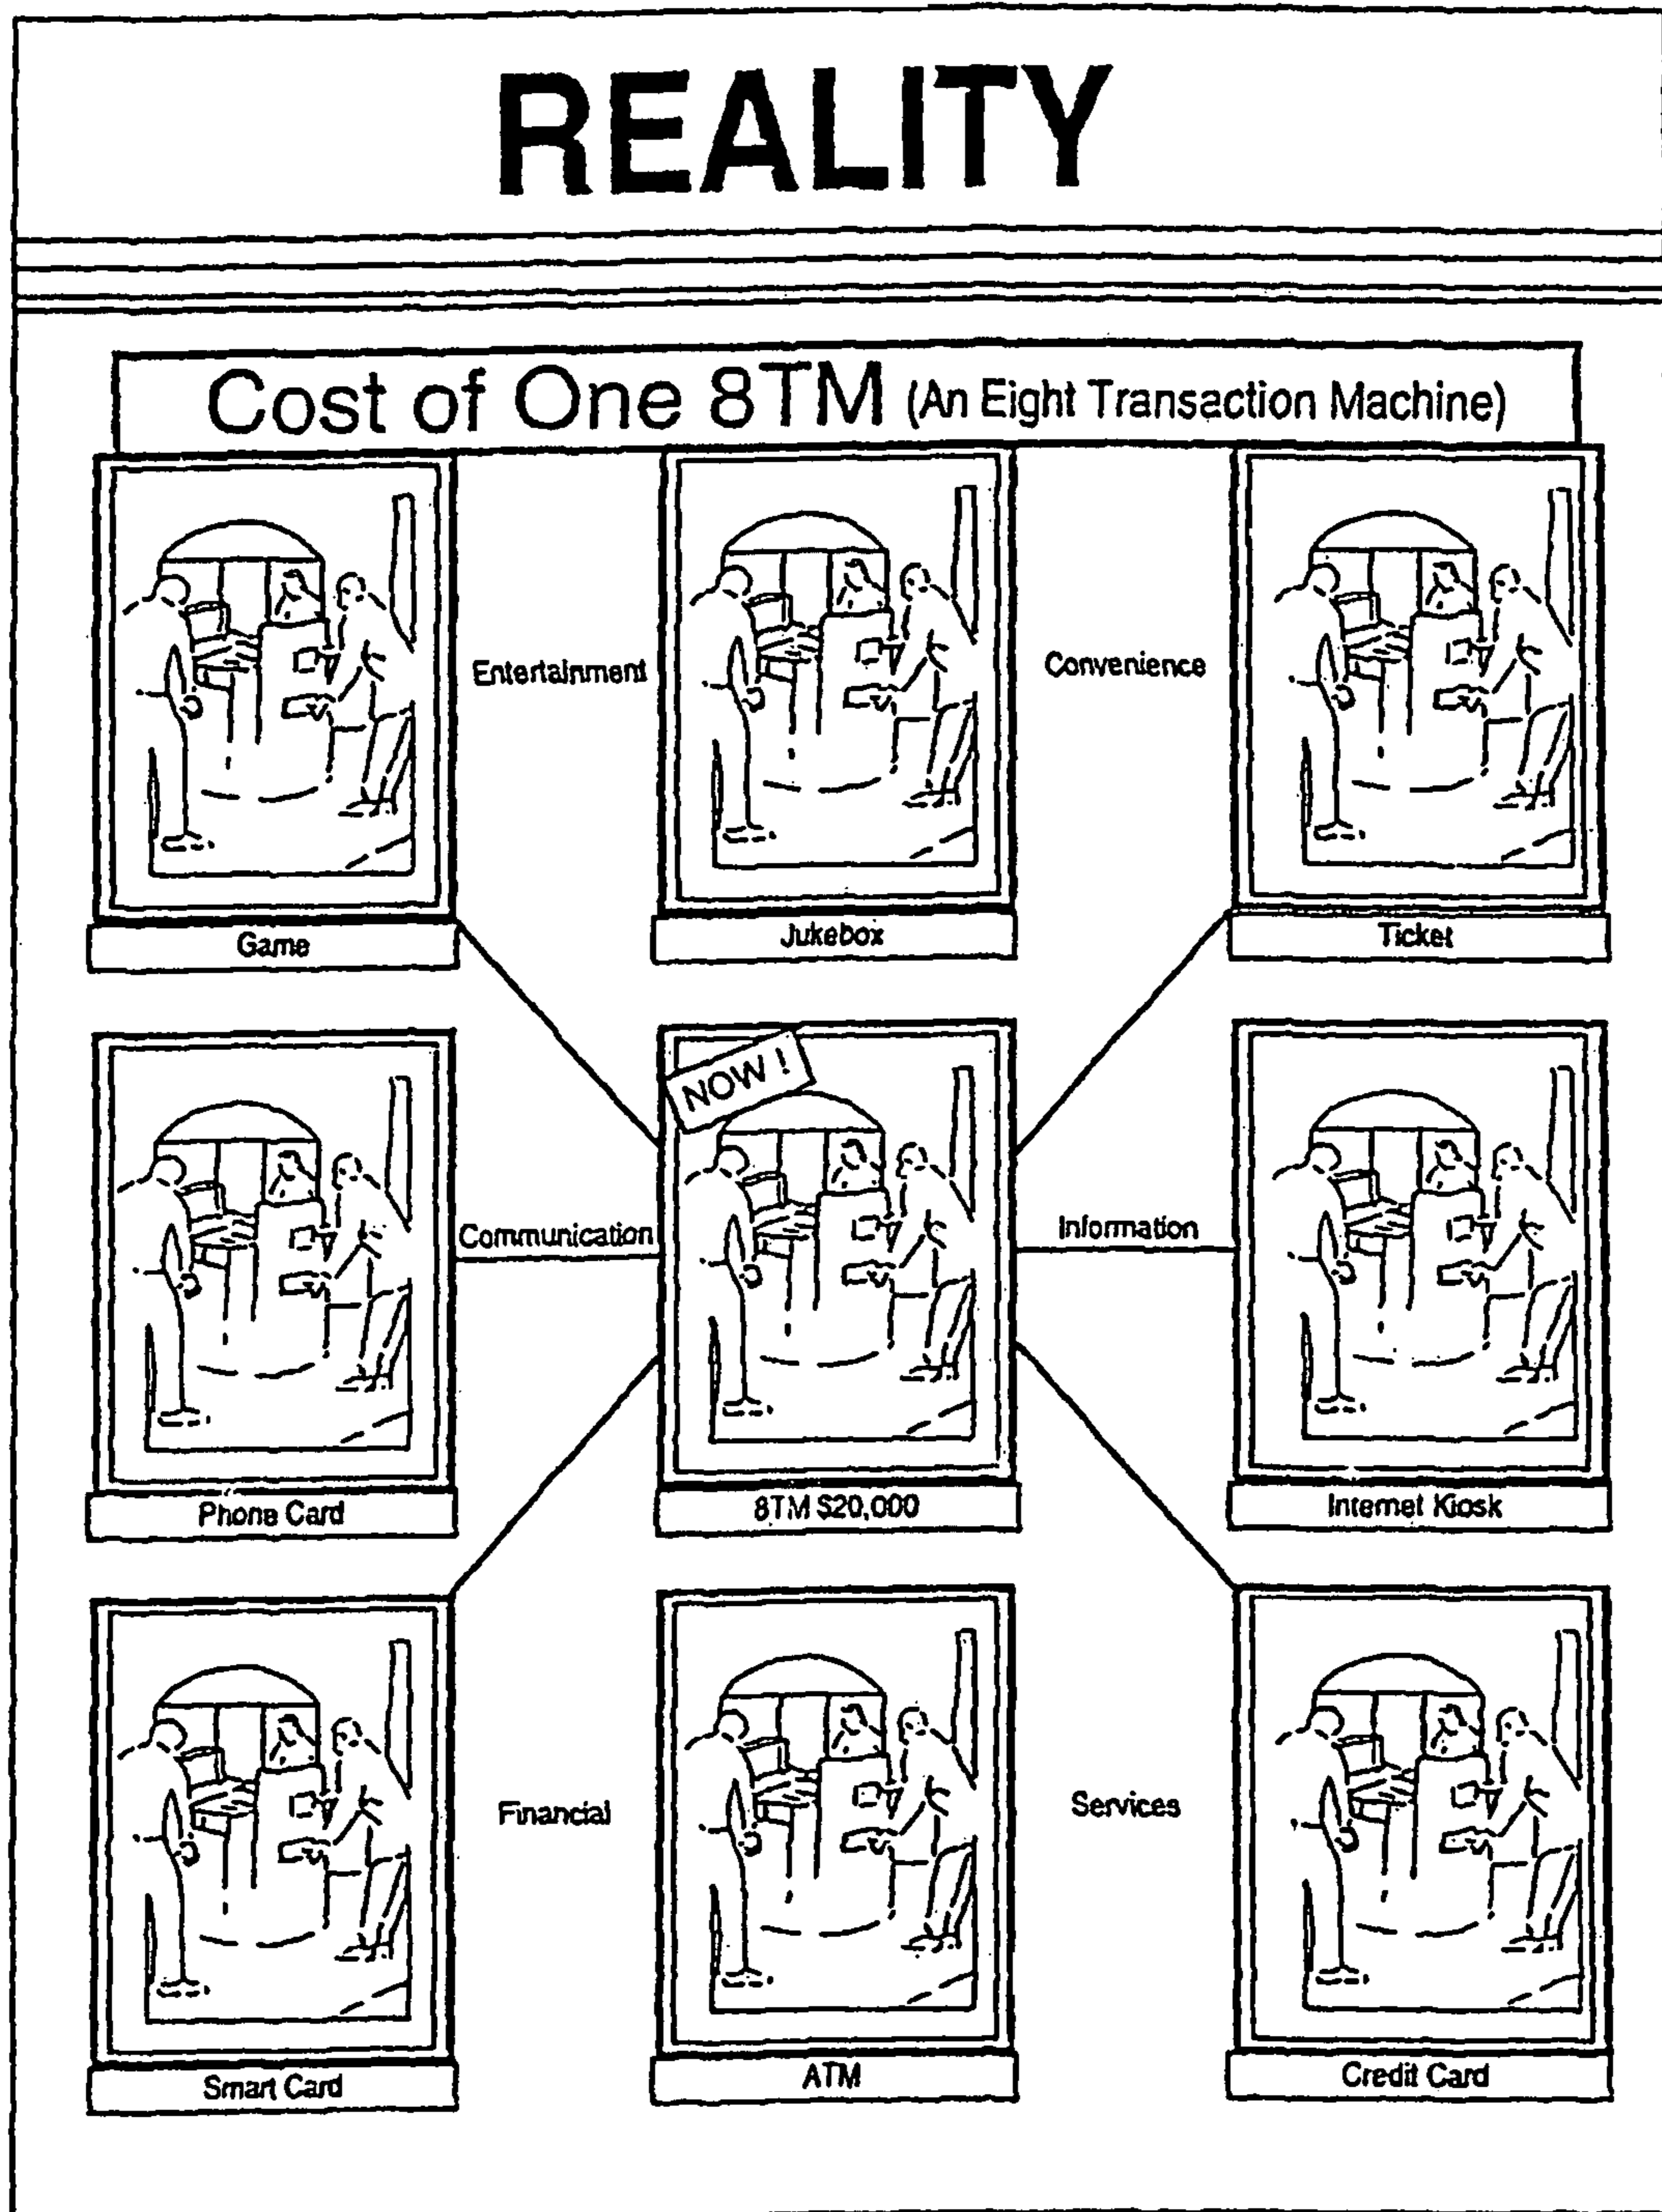 REALITY
Cost of One 8TM (An Eight Transaction Machine)
Entertainment
Convenience
Game
Jukebox
Ticket
NOW !
Communication
Information
Phone Card
8TM $20,000
Internet Kiosk
Financial
Services
Smart Card
ATM
Credit Card